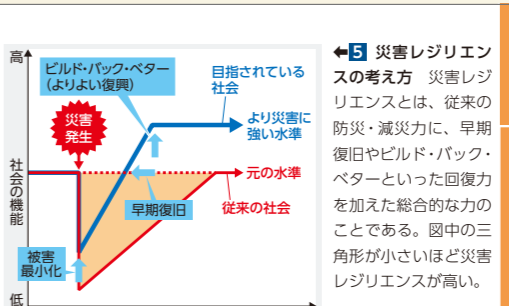 高
ビルド・バック・ベター
(よりよい復興)
目指されている
社会
災害
発生
より災害に
強い水準
元の水準
早期復旧
従来の社会
社会の機能
被害
最小化
低
←5 災害レジリエン
スの考え方 災害レジ
リエンスとは、従来の
防災・減災力に、早期
復旧やビルド・バック・
ベターといった回復力
を加えた総合的な力の
ことである。図中の三
角形が小さいほど災害
レジリエンスが高い。